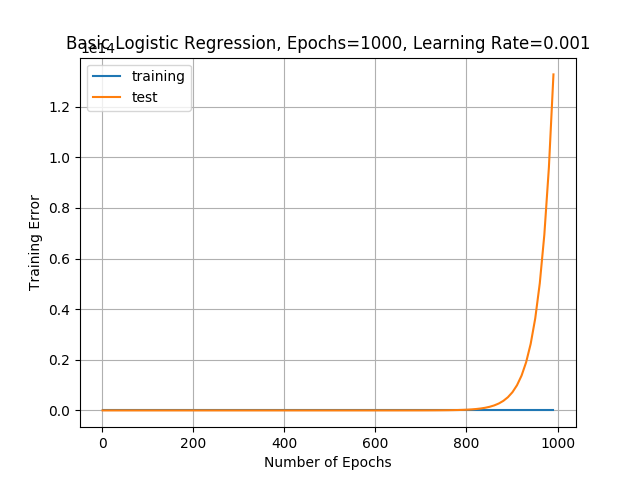 1e14
Basic Logistic Regression, Epochs=1000, Learning Rate=0.001
training
test
1.2
1.0
0.8
0.6
0.4
0.2
0.0
Training Error
0 200 400 600 800 1000
Number of Epochs